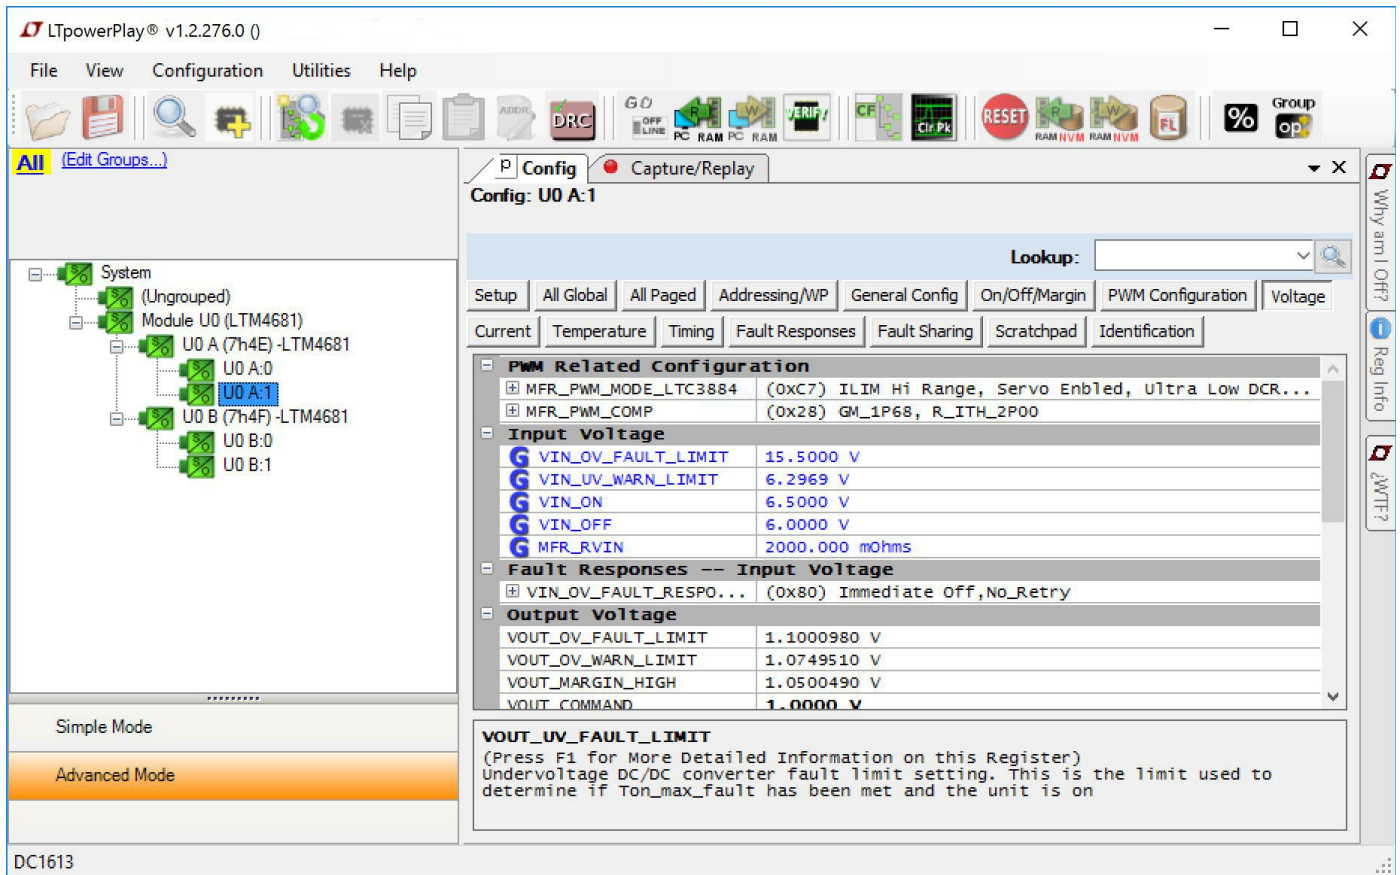 LTpowerPlay® v1.2.276.0 ()
File View Configuration Utilities Help
ADDR DRC GO OFF LINE R PC RAM W PC RAM VERIFY CF Clr Pk RESET R RAM NVM W RAM NVM FL % Group op
All (Edit Groups...)
System
(Ungrouped)
Module U0 (LTM4681)
U0 A (7'h4E) -LTM4681
U0 A:0
U0 A:1
U0 B (7'h4F) -LTM4681
U0 B:0
U0 B:1
Simple Mode
Advanced Mode
Config Capture/Replay
Config: U0 A:1
Lookup:
Setup All Global All Paged Addressing/WP General Config On/Off/Margin PWM Configuration Voltage
Current Temperature Timing Fault Responses Fault Sharing Scratchpad Identification
PWM Related Configuration
MFR_PWM_MODE_LTC3884 (0xC7) ILIM Hi Range, Servo Enbled, Ultra Low DCR...
MFR_PWM_COMP (0x28) GM_1P68, R_ITH_2P00
Input Voltage
G VIN_OV_FAULT_LIMIT 15.5000 V
G VIN_UV_WARN_LIMIT 6.2969 V
G VIN_ON 6.5000 V
G VIN_OFF 6.0000 V
G MFR_RVIN 2000.000 mOhms
Fault Responses -- Input Voltage
VIN_OV_FAULT_RESPO... (0x80) Immediate Off,No_Retry
Output Voltage
VOUT_OV_FAULT_LIMIT 1.1000980 V
VOUT_OV_WARN_LIMIT 1.0749510 V
VOUT_MARGIN_HIGH 1.0500490 V
VOUT_COMMAND 1.0000 V
VOUT_UV_FAULT_LIMIT
(Press F1 for More Detailed Information on this Register)
Undervoltage DC/DC converter fault limit setting. This is the limit used to
determine if Ton_max_fault has been met and the unit is on
Why am I Off?
Reg Info
¿WTF?
DC1613